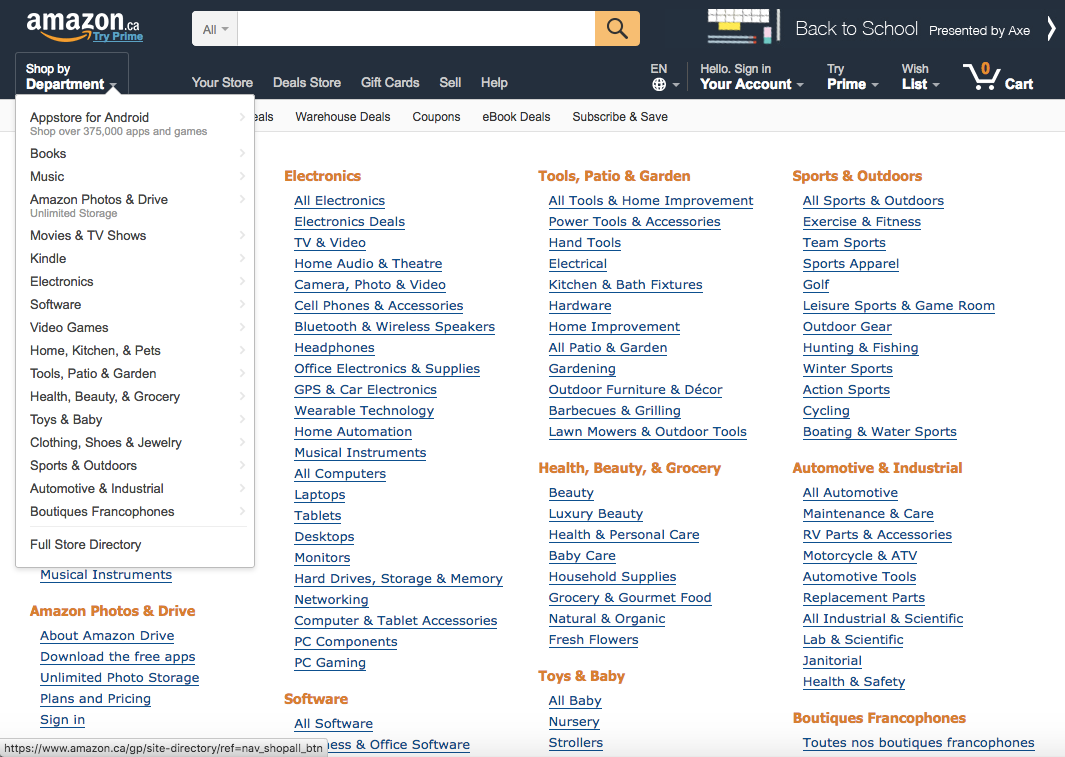 amazon.ca
Try Prime
All
Back to School Presented by Axe
Shop by
Department
Your Store
Deals Store
Gift Cards
Sell
Help
EN
Hello. Sign in
Your Account
Try
Prime
Wish
List
0
Cart
eals
Warehouse Deals
Coupons
eBook Deals
Subscribe & Save
Appstore for Android
Shop over 375,000 apps and games
Books
Music
Amazon Photos & Drive
Unlimited Storage
Movies & TV Shows
Kindle
Electronics
Software
Video Games
Home, Kitchen, & Pets
Tools, Patio & Garden
Health, Beauty, & Grocery
Toys & Baby
Clothing, Shoes & Jewelry
Sports & Outdoors
Automotive & Industrial
Boutiques Francophones
Full Store Directory
Musical Instruments
Amazon Photos & Drive
About Amazon Drive
Download the free apps
Unlimited Photo Storage
Plans and Pricing
Sign in
Electronics
All Electronics
Electronics Deals
TV & Video
Home Audio & Theatre
Camera, Photo & Video
Cell Phones & Accessories
Bluetooth & Wireless Speakers
Headphones
Office Electronics & Supplies
GPS & Car Electronics
Wearable Technology
Home Automation
Musical Instruments
All Computers
Laptops
Tablets
Desktops
Monitors
Hard Drives, Storage & Memory
Networking
Computer & Tablet Accessories
PC Components
PC Gaming
Software
All Software
ness & Office Software
Tools, Patio & Garden
All Tools & Home Improvement
Power Tools & Accessories
Hand Tools
Electrical
Kitchen & Bath Fixtures
Hardware
Home Improvement
All Patio & Garden
Gardening
Outdoor Furniture & Décor
Barbecues & Grilling
Lawn Mowers & Outdoor Tools
Health, Beauty, & Grocery
Beauty
Luxury Beauty
Health & Personal Care
Baby Care
Household Supplies
Grocery & Gourmet Food
Natural & Organic
Fresh Flowers
Toys & Baby
All Baby
Nursery
Strollers
Sports & Outdoors
All Sports & Outdoors
Exercise & Fitness
Team Sports
Sports Apparel
Golf
Leisure Sports & Game Room
Outdoor Gear
Hunting & Fishing
Winter Sports
Action Sports
Cycling
Boating & Water Sports
Automotive & Industrial
All Automotive
Maintenance & Care
RV Parts & Accessories
Motorcycle & ATV
Automotive Tools
Replacement Parts
All Industrial & Scientific
Lab & Scientific
Janitorial
Health & Safety
Boutiques Francophones
Toutes nos boutiques francophones
https://www.amazon.ca/gp/site-directory/ref=nav_shopall_btn